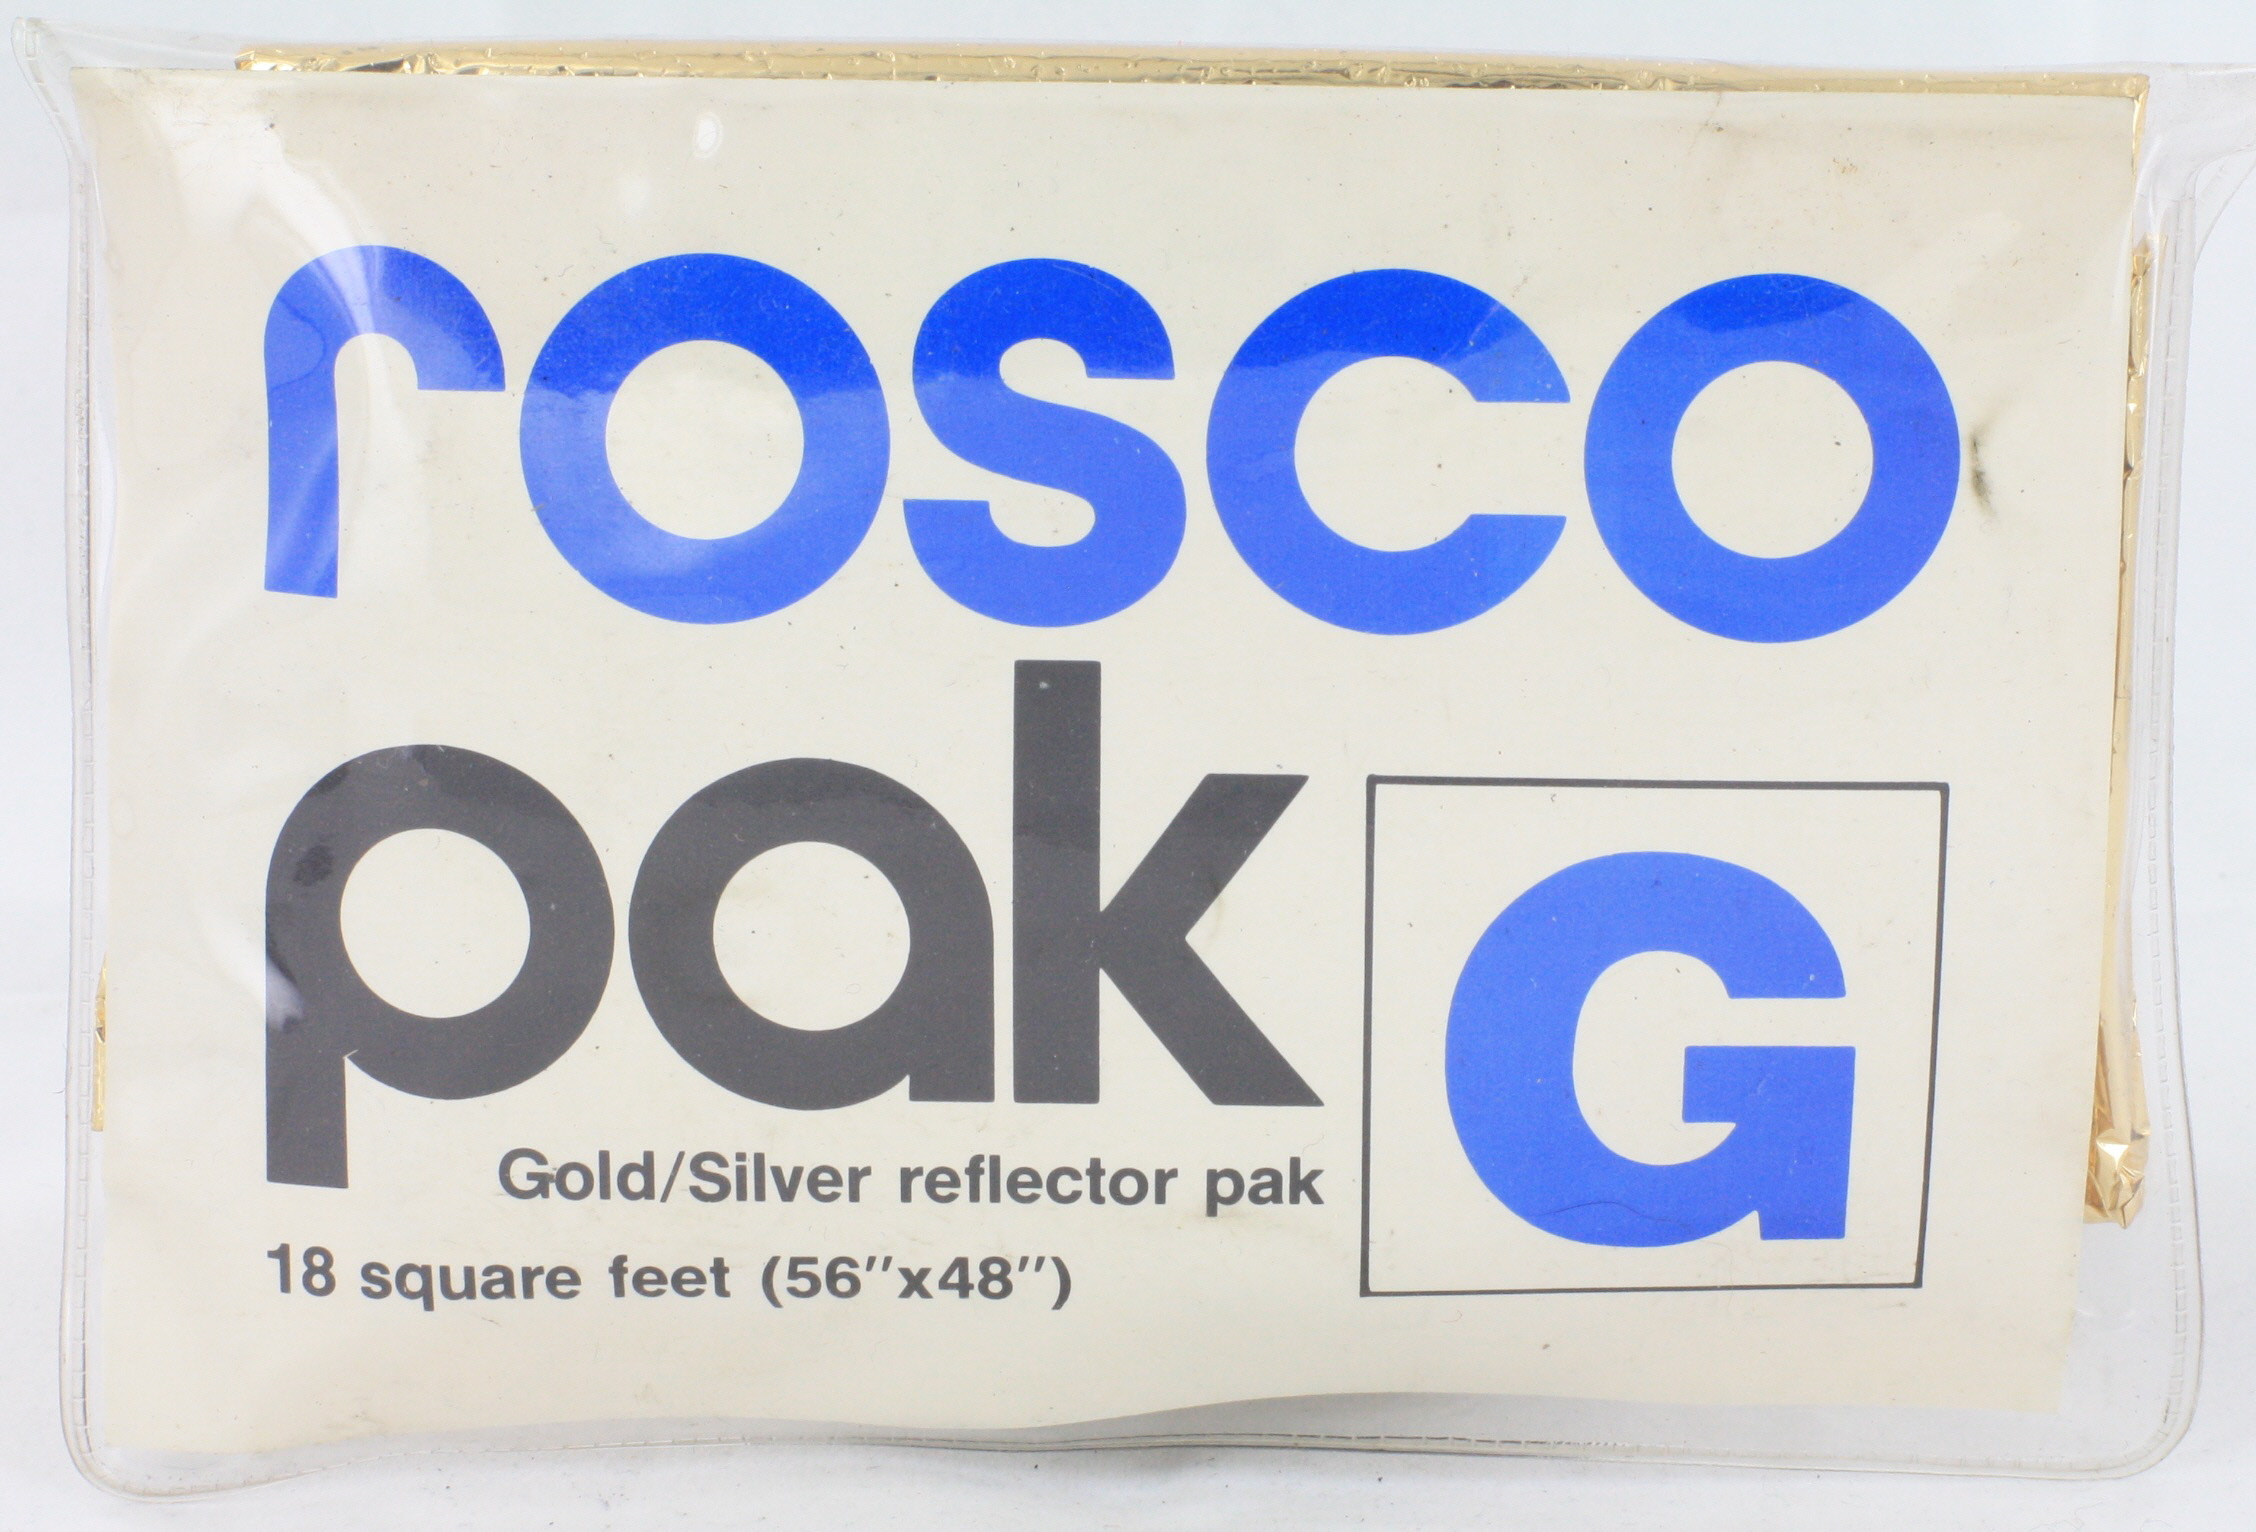 rosco
pak
G
Gold/Silver reflector pak
18 square feet (56"x48")